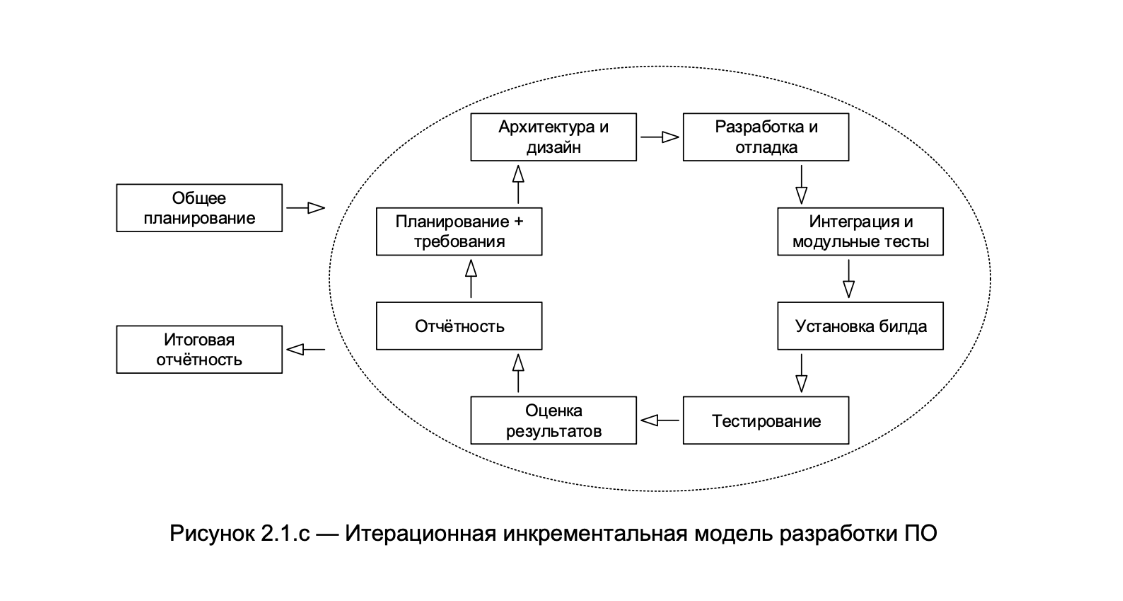 Архитектура и
дизайн
Разработка и
отладка
Общее
планирование
Планирование +
требования
Интеграция и
модульные тесты
Отчётность
Установка билда
Итоговая
отчётность
Оценка
результатов
Тестирование
Рисунок 2.1.c — Итерационная инкрементальная модель разработки ПО